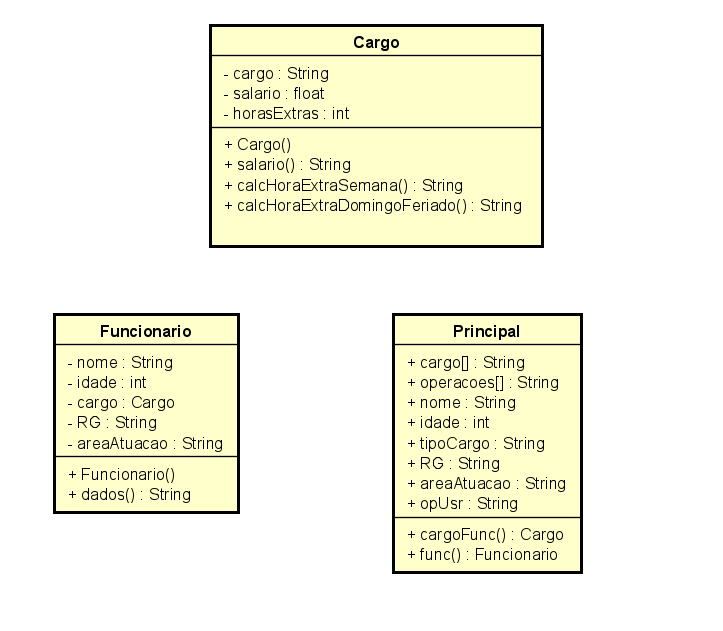 Cargo
- cargo : String
- salario : float
- horasExtras : int
+ Cargo()
+ salario() : String
+ calcHoraExtraSemana() : String
+ calcHoraExtraDomingoFeriado() : String
Funcionario
- nome : String
- idade : int
- cargo : Cargo
- RG : String
- areaAtuacao : String
+ Funcionario()
+ dados() : String
Principal
+ cargo[] : String
+ operacoes[] : String
+ nome : String
+ idade : int
+ tipoCargo : String
+ RG : String
+ areaAtuacao : String
+ opUsr : String
+ cargoFunc() : Cargo
+ func() : Funcionario